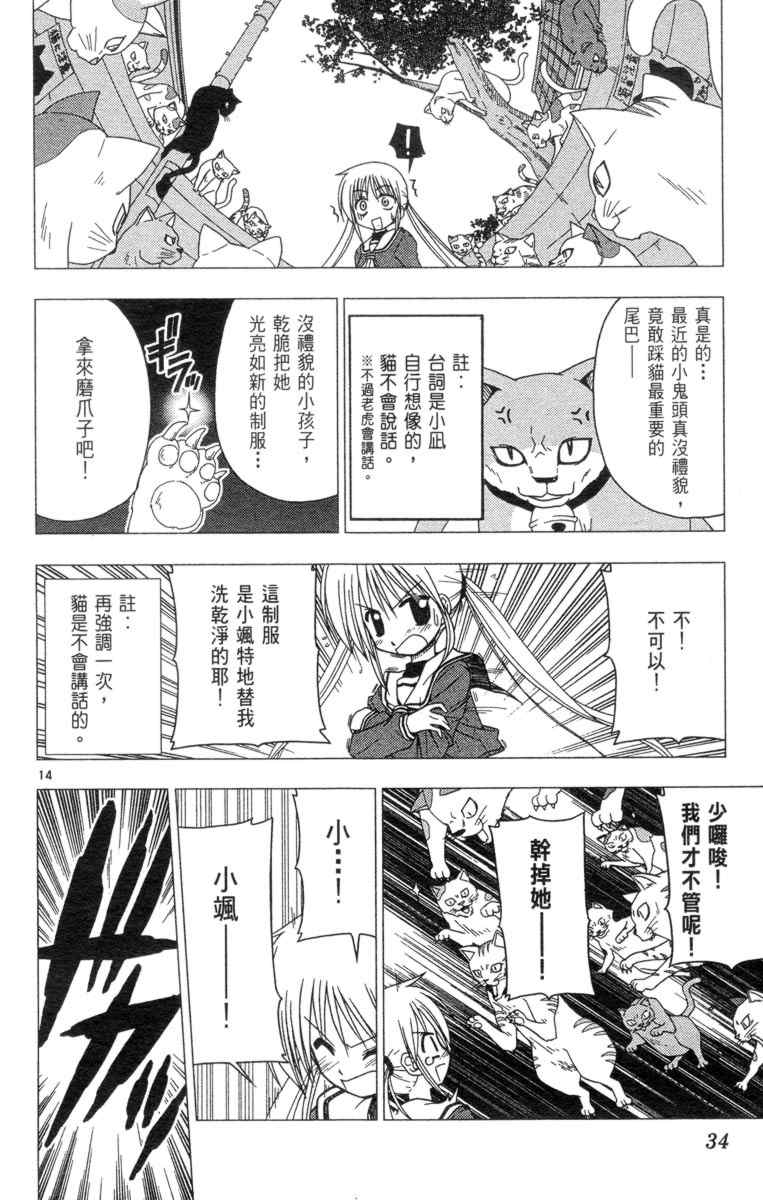 !
真是的…
最近的小鬼頭真沒禮貌，
竟敢踩貓最重要的
尾巴——
註：
台詞是小凪
自行想像的，
貓不會說話。
※不過老虎會講話。
沒禮貌的小孩子，
乾脆把她
光亮如新的制服…
ギラッ
拿來磨爪子吧！
不！
不可以！
這制服
是小颯特地替我
洗乾淨的耶！
註：
再強調一次，
貓是不會講話的。
14
少囉唆！
我們才不管呢！
幹掉她——！
小…！
小颯——！
34